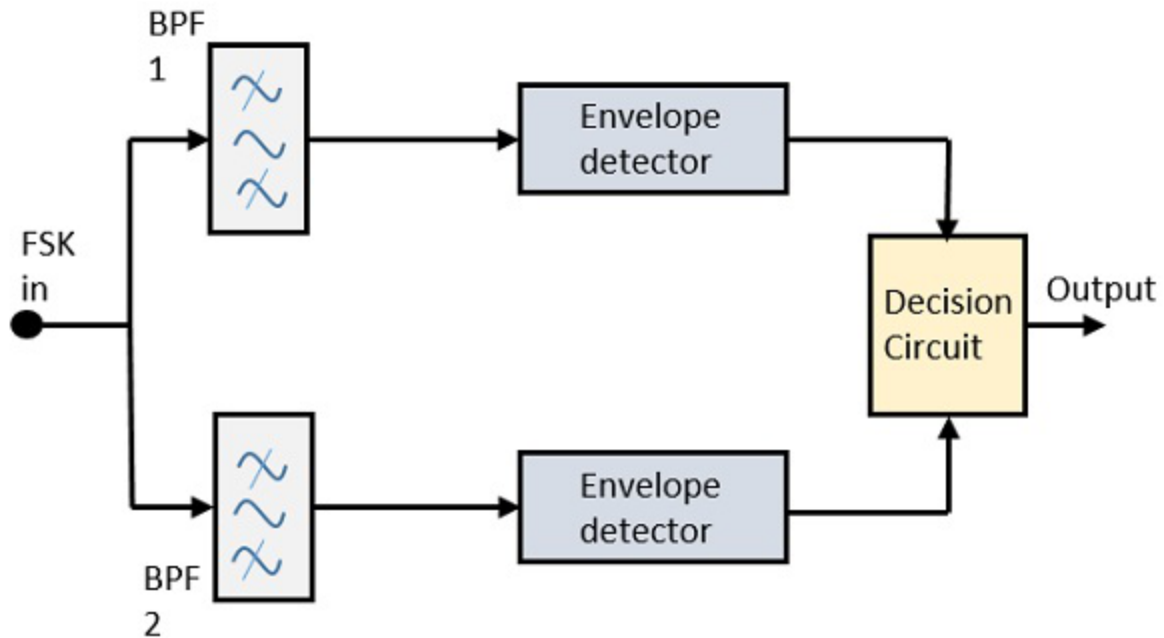 BPF
1
Envelope
detector
FSK
in
Decision
Circuit
Output
Envelope
detector
BPF
2